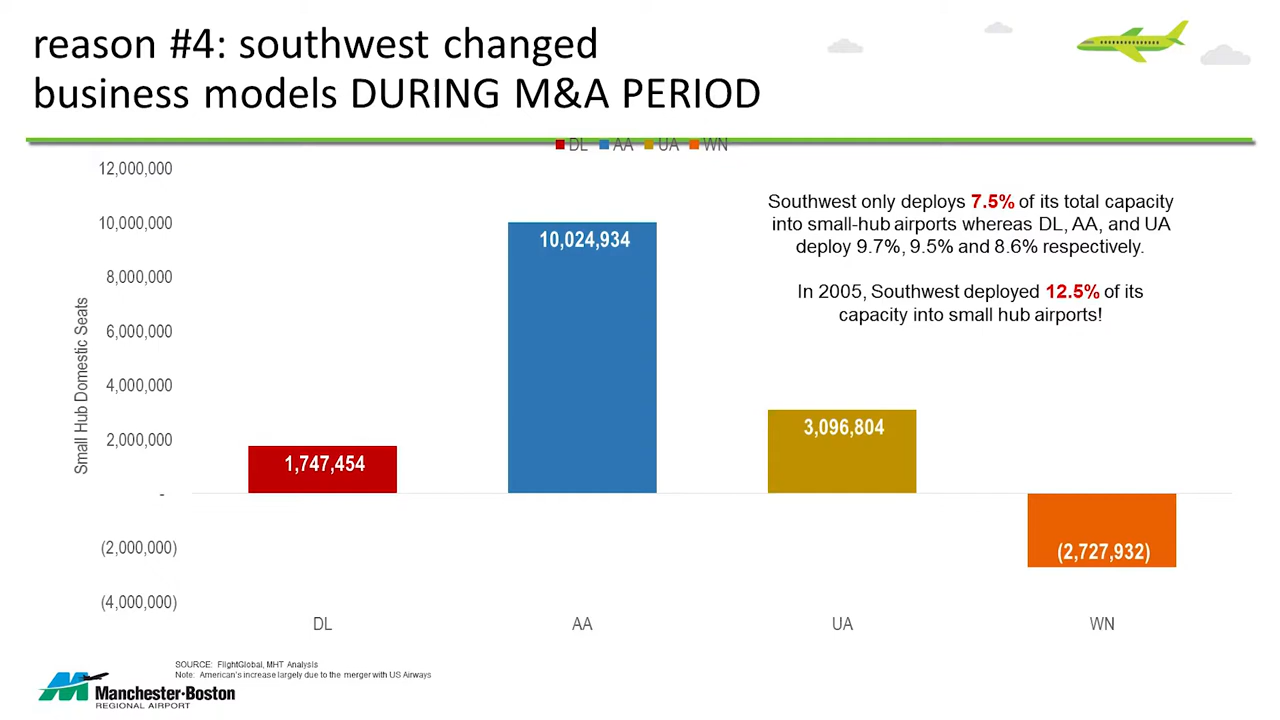 reason #4: southwest changed
business models DURING M&A PERIOD
DL AA UA WN
12,000,000
10,000,000
8,000,000
6,000,000
4,000,000
2,000,000
-
(2,000,000)
(4,000,000)
Small Hub Domestic Seats
10,024,934
1,747,454
3,096,804
(2,727,932)
Southwest only deploys 7.5% of its total capacity
into small-hub airports whereas DL, AA, and UA
deploy 9.7%, 9.5% and 8.6% respectively.
In 2005, Southwest deployed 12.5% of its
capacity into small hub airports!
DL AA UA WN
SOURCE: FlightGlobal, MHT Analysis
Note: American's increase largely due to the merger with US Airways
Manchester·Boston
REGIONAL AIRPORT